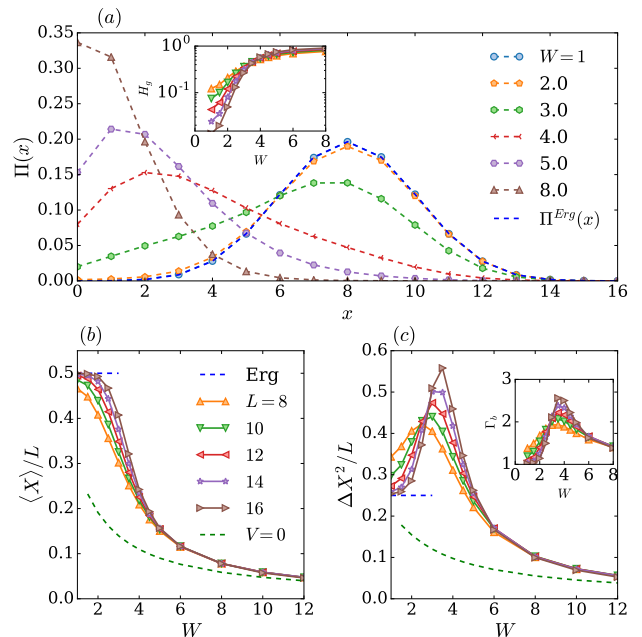 (a)
0.35
0.30
0.25
0.20
0.15
0.10
0.05
0.00
Π(x)
0 2 4 6 8 10 12 14 16
x
10⁰
10⁻¹
H_g
0 2 4 6 8
W
W = 1
2.0
3.0
4.0
5.0
8.0
Π^{Erg}(x)
(b)
0.5
0.4
0.3
0.2
0.1
0.0
⟨X⟩/L
2 4 6 8 10 12
W
Erg
L = 8
10
12
14
16
V = 0
(c)
0.6
0.5
0.4
0.3
0.2
0.1
0.0
ΔX²/L
2 4 6 8 10 12
W
3
2
1
Γ_b
0 2 4 6 8
W